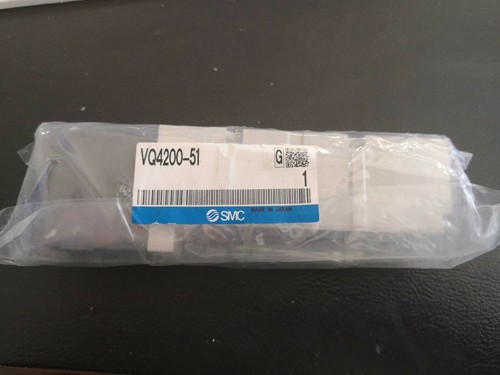 VQ4200-51
G
1
SMC MADE IN JAPAN